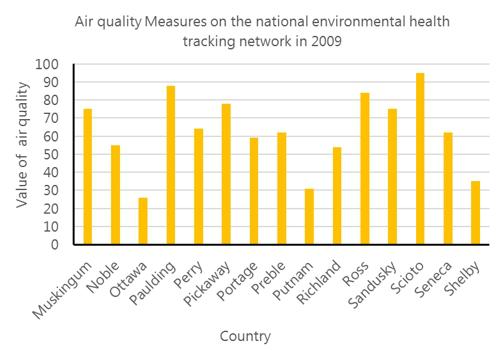 Air quality Measures on the national environmental health
tracking network in 2009
Value of  air quality
100
90
80
70
60
50
40
30
20
10
0
Muskingum
Noble
Ottawa
Paulding
Perry
Pickaway
Portage
Preble
Putnam
Richland
Ross
Sandusky
Scioto
Seneca
Shelby
Country